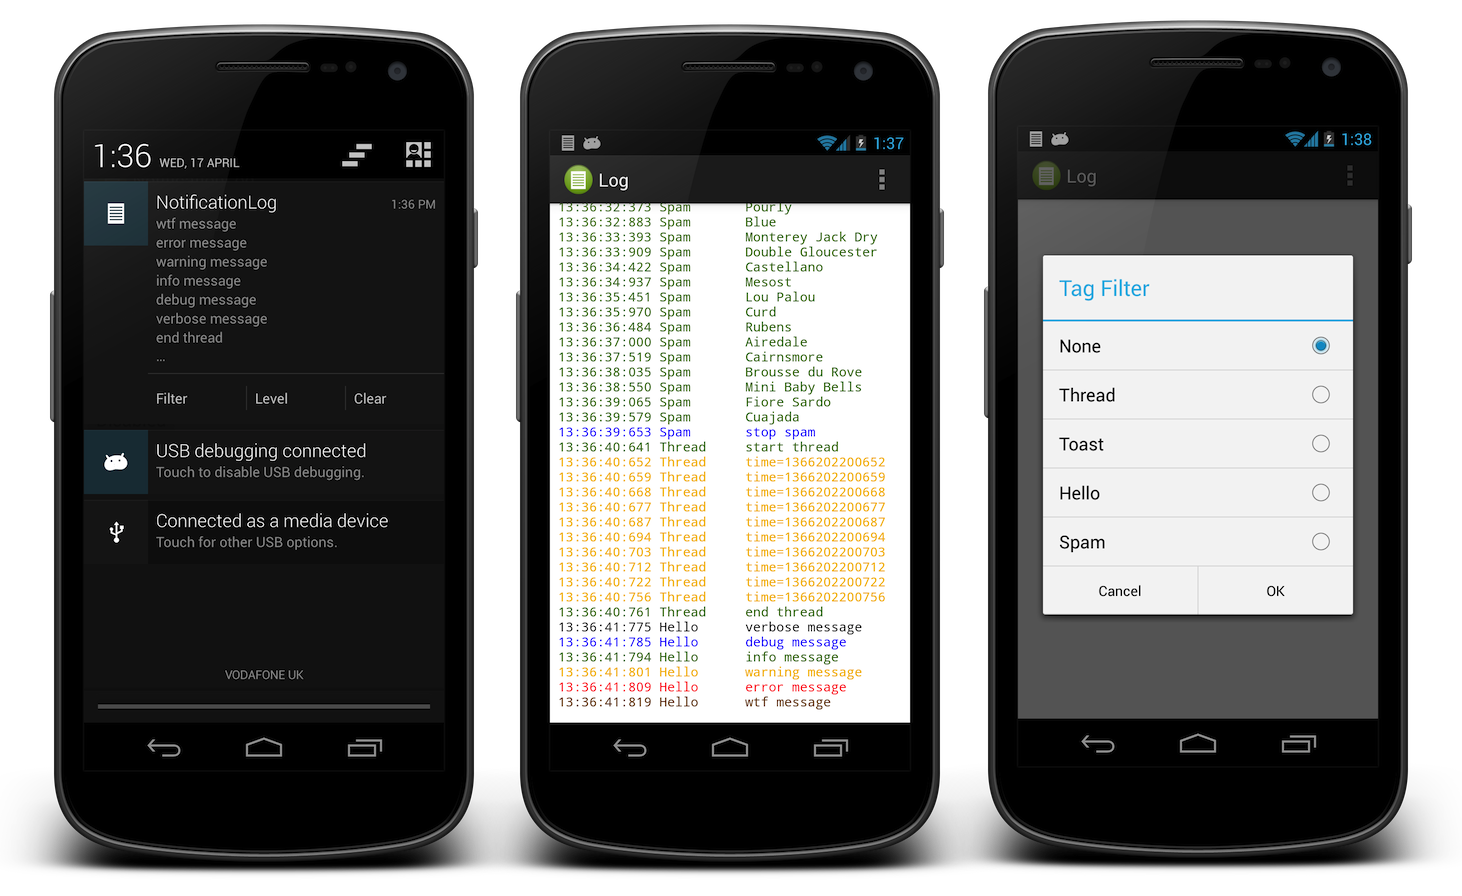 1:36 WED, 17 APRIL
NotificationLog 1:36 PM
wtf message
error message
warning message
info message
debug message
verbose message
end thread
...
Filter Level Clear
USB debugging connected
Touch to disable USB debugging.
Connected as a media device
Touch for other USB options.
VODAFONE UK
1:37
Log
13:36:32:373 Spam Pourly
13:36:32:883 Spam Blue
13:36:33:393 Spam Monterey Jack Dry
13:36:33:909 Spam Double Gloucester
13:36:34:422 Spam Castellano
13:36:34:937 Spam Mesost
13:36:35:451 Spam Lou Palou
13:36:35:970 Spam Curd
13:36:36:484 Spam Rubens
13:36:37:000 Spam Airedale
13:36:37:519 Spam Cairnsmore
13:36:38:035 Spam Brousse du Rove
13:36:38:550 Spam Mini Baby Bells
13:36:39:065 Spam Fiore Sardo
13:36:39:579 Spam Cuajada
13:36:39:653 Spam stop spam
13:36:40:641 Thread start thread
13:36:40:652 Thread time=1366202200652
13:36:40:659 Thread time=1366202200659
13:36:40:668 Thread time=1366202200668
13:36:40:677 Thread time=1366202200677
13:36:40:687 Thread time=1366202200687
13:36:40:694 Thread time=1366202200694
13:36:40:703 Thread time=1366202200703
13:36:40:712 Thread time=1366202200712
13:36:40:722 Thread time=1366202200722
13:36:40:756 Thread time=1366202200756
13:36:40:761 Thread end thread
13:36:41:775 Hello verbose message
13:36:41:785 Hello debug message
13:36:41:794 Hello info message
13:36:41:801 Hello warning message
13:36:41:809 Hello error message
13:36:41:819 Hello wtf message
1:38
Log
Tag Filter
None
Thread
Toast
Hello
Spam
Cancel OK